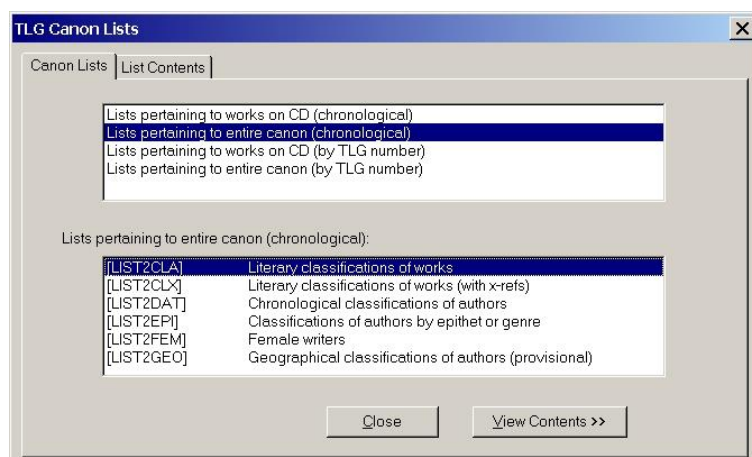 TLG Canon Lists
Canon Lists List Contents
Lists pertaining to works on CD (chronological)
Lists pertaining to entire canon (chronological)
Lists pertaining to works on CD (by TLG number)
Lists pertaining to entire canon (by TLG number)
Lists pertaining to entire canon (chronological):
[LIST2CLA] Literary classifications of works
[LIST2CLX] Literary classifications of works (with x-refs)
[LIST2DAT] Chronological classifications of authors
[LIST2EPI] Classifications of authors by epithet or genre
[LIST2FEM] Female writers
[LIST2GEO] Geographical classifications of authors (provisional)
Close View Contents >>